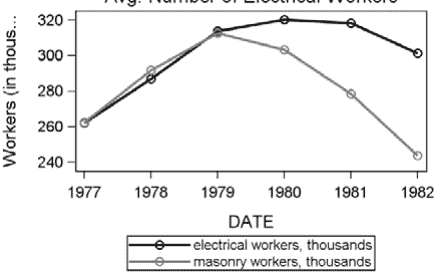 Avg. Number of Electrical Workers
Workers (in thous...
320
300
280
260
240
1977 1978 1979 1980 1981 1982
DATE
electrical workers, thousands
masonry workers, thousands